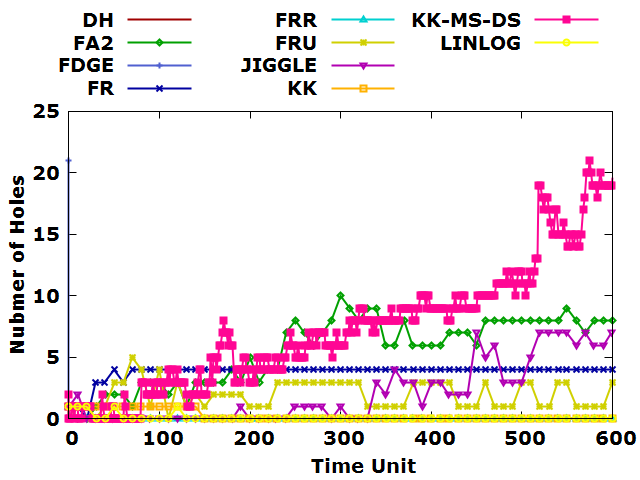 DH FRR KK-MS-DS
FA2 FRU LINLOG
FDGE JIGGLE
FR KK
25
20
15
10
5
0
Nubmer of Holes
0 100 200 300 400 500 600
Time Unit